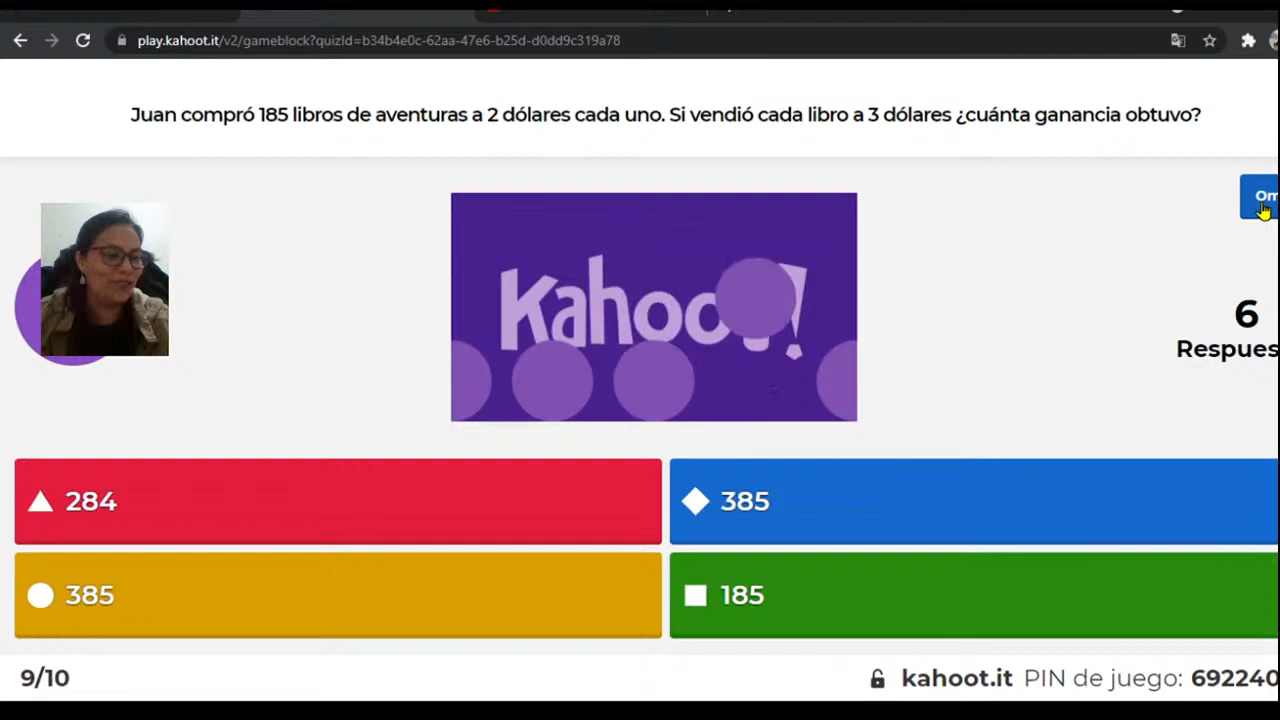 play.kahoot.it/v2/gameblock?quizId=b34b4e0c-62aa-47e6-b25d-d0dd9c319a78
Juan compró 185 libros de aventuras a 2 dólares cada uno. Si vendió cada libro a 3 dólares ¿cuánta ganancia obtuvo?
Om
Kahoot!
6
Respues
284
385
385
185
9/10
kahoot.it PIN de juego: 692240